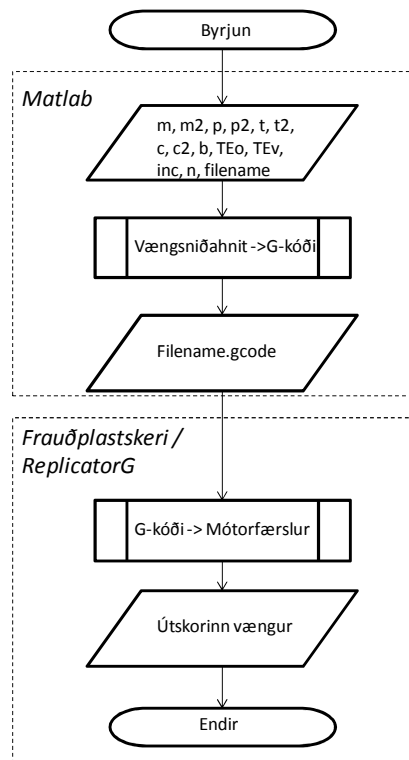 Byrjun
Matlab
m, m2, p, p2, t, t2,
c, c2, b, TEo, TEv,
inc, n, filename
Vængsniðahnit ->G-kóði
Filename.gcode
Frauðplastskeri /
ReplicatorG
G-kóði -> Mótorfærslur
Útskorinn vængur
Endir